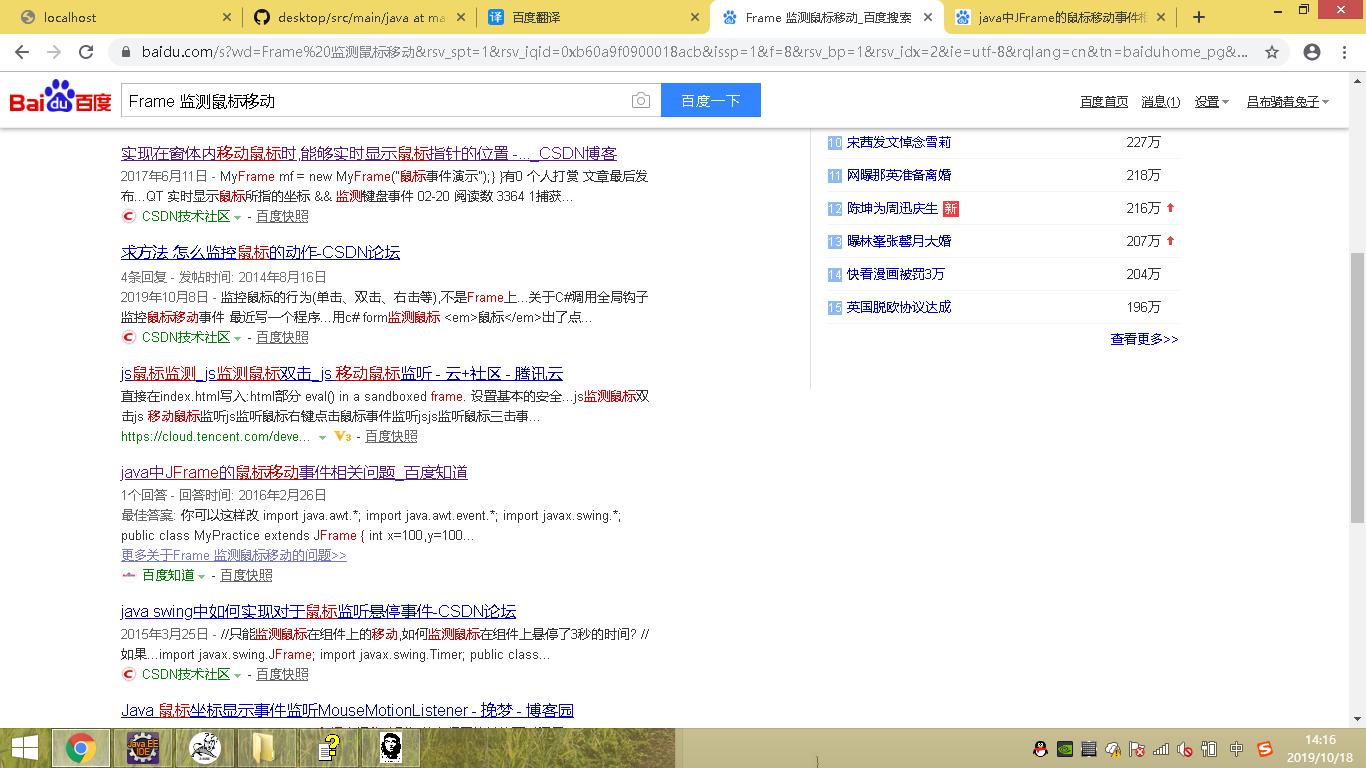 localhost
desktop/src/main/java at ma
译 百度翻译
Frame 监测鼠标移动_百度搜索
java中JFrame的鼠标移动事件相
baidu.com/s?wd=Frame%20监测鼠标移动&rsv_spt=1&rsv_iqid=0xb60a9f0900018acb&issp=1&f=8&rsv_bp=1&rsv_idx=2&ie=utf-8&rqlang=cn&tn=baiduhome_pg&...
Bai du 百度
Frame 监测鼠标移动
百度一下
百度首页 消息(1) 设置 吕布骑着兔子
实现在窗体内移动鼠标时,能够实时显示鼠标指针的位置 -..._CSDN博客
2017年6月11日 - MyFrame mf = new MyFrame("鼠标事件演示");} }有0 个人打赏 文章最后发
布...QT 实时显示鼠标所指的坐标 && 监测键盘事件 02-20 阅读数 3364 1捕获...
CSDN技术社区 - 百度快照
求方法 怎么监控鼠标的动作-CSDN论坛
4条回复 - 发帖时间: 2014年8月16日
2019年10月8日 - 监控鼠标的行为(单击、双击、右击等),不是Frame上...关于C#调用全局钩子
监控鼠标移动事件 最近写一个程序...用c# form监测鼠标 <em>鼠标</em>出了点...
CSDN技术社区 - 百度快照
js鼠标监测_js监测鼠标双击_js 移动鼠标监听 - 云+社区 - 腾讯云
直接在index.html写入:html部分 eval() in a sandboxed frame. 设置基本的安全...js监测鼠标双
击js 移动鼠标监听js监听鼠标右键点击鼠标事件监听jsjs监听鼠标三击事...
https://cloud.tencent.com/deve... V3 - 百度快照
java中JFrame的鼠标移动事件相关问题_百度知道
1个回答 - 回答时间: 2016年2月26日
最佳答案: 你可以这样改 import java.awt.*; import java.awt.event.*; import javax.swing.*;
public class MyPractice extends JFrame { int x=100,y=100...
更多关于Frame 监测鼠标移动的问题>>
百度知道 - 百度快照
java swing中如何实现对于鼠标监听悬停事件-CSDN论坛
2015年3月25日 - //只能监测鼠标在组件上的移动,如何监测鼠标在组件上悬停了3秒的时间? //
如果...import javax.swing.JFrame; import javax.swing.Timer; public class...
CSDN技术社区 - 百度快照
Java 鼠标坐标显示事件监听MouseMotionListener - 挽梦 - 博客园
10 宋茜发文悼念雪莉 227万
11 网曝那英准备离婚 218万
12 陈坤为周迅庆生 新 216万
13 曝林峯张馨月大婚 207万
14 快看漫画被罚3万 204万
15 英国脱欧协议达成 196万
查看更多>>
Java EE
IDE
中
14:16
2019/10/18